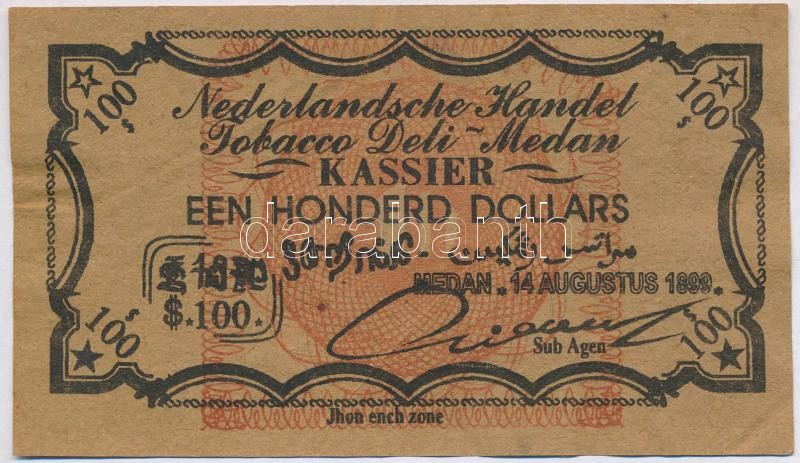 100 $ 100 $
Nederlandsche Handel
Tobacco Deli-Medan
KASSIER
EEN HONDERD DOLLARS
darabanth
MEDAN. 14 AUGUSTUS 1899.
$. 100.
Sub Agen
100 $ 100 $
Jhon ench zone